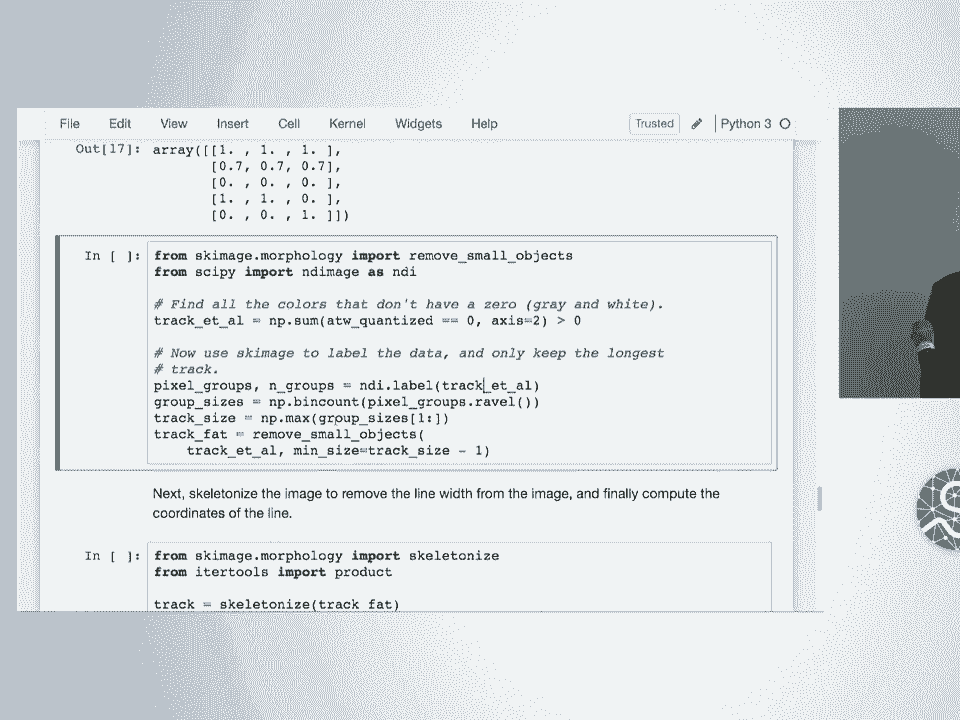 File Edit View Insert Cell Kernel Widgets Help Trusted Python 3
Out[17]: array([[1. , 1. , 1. ],
[0.7, 0.7, 0.7],
[0. , 0. , 0. ],
[1. , 1. , 0. ],
[0. , 0. , 1. ]])
In [ ]: from skimage.morphology import remove_small_objects
from scipy import ndimage as ndi
# Find all the colors that don't have a zero (gray and white).
track_et_al = np.sum(atw_quantized == 0, axis=2) > 0
# Now use skimage to label the data, and only keep the longest
# track.
pixel_groups, n_groups = ndi.label(track_et_al)
group_sizes = np.bincount(pixel_groups.ravel())
track_size = np.max(group_sizes[1:])
track_fat = remove_small_objects(
track_et_al, min_size=track_size - 1)
Next, skeletonize the image to remove the line width from the image, and finally compute the
coordinates of the line.
In [ ]: from skimage.morphology import skeletonize
from itertools import product
track = skeletonize(track_fat)